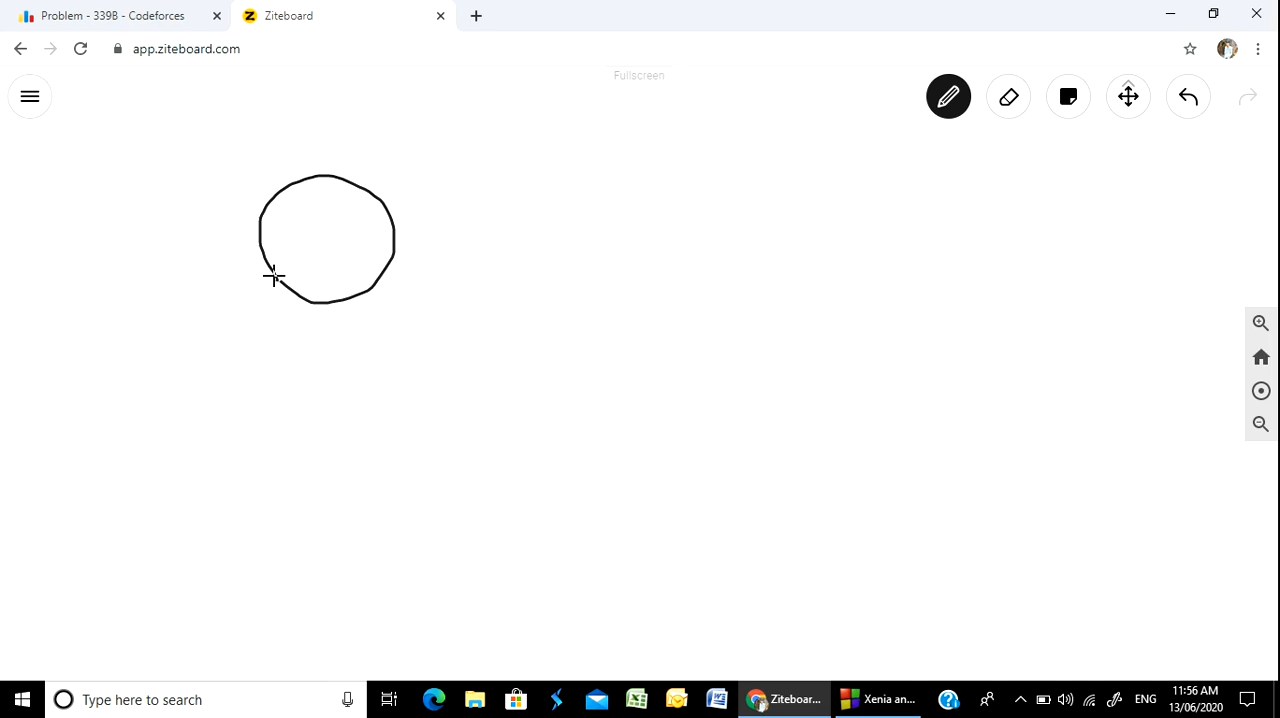 Problem - 339B - Codeforces
Ziteboard
app.ziteboard.com
Fullscreen
Type here to search
Ziteboar...
Xenia an...
ENG
11:56 AM
13/06/2020